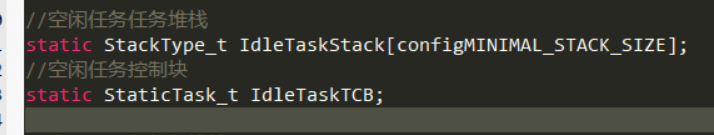 //空闲任务任务堆栈
static StackType_t IdleTaskStack[configMINIMAL_STACK_SIZE];
//空闲任务控制块
static StaticTask_t IdleTaskTCB;